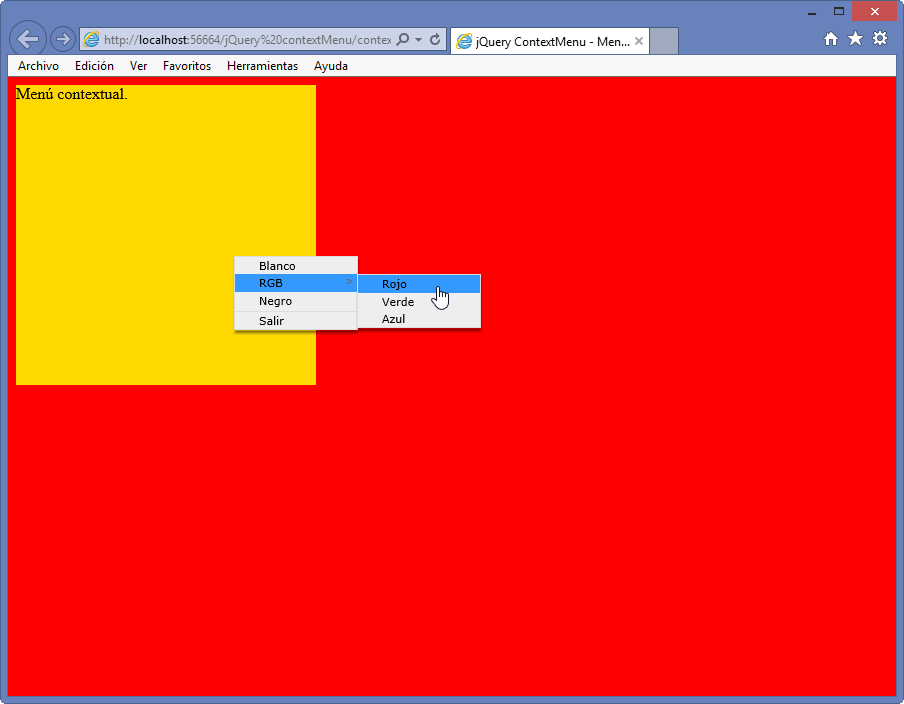 http://localhost:56664/jQuery%20contextMenu/contex
jQuery ContextMenu - Men...
Archivo Edición Ver Favoritos Herramientas Ayuda
Menú contextual.
Blanco
RGB >
Negro
Salir
Rojo
Verde
Azul